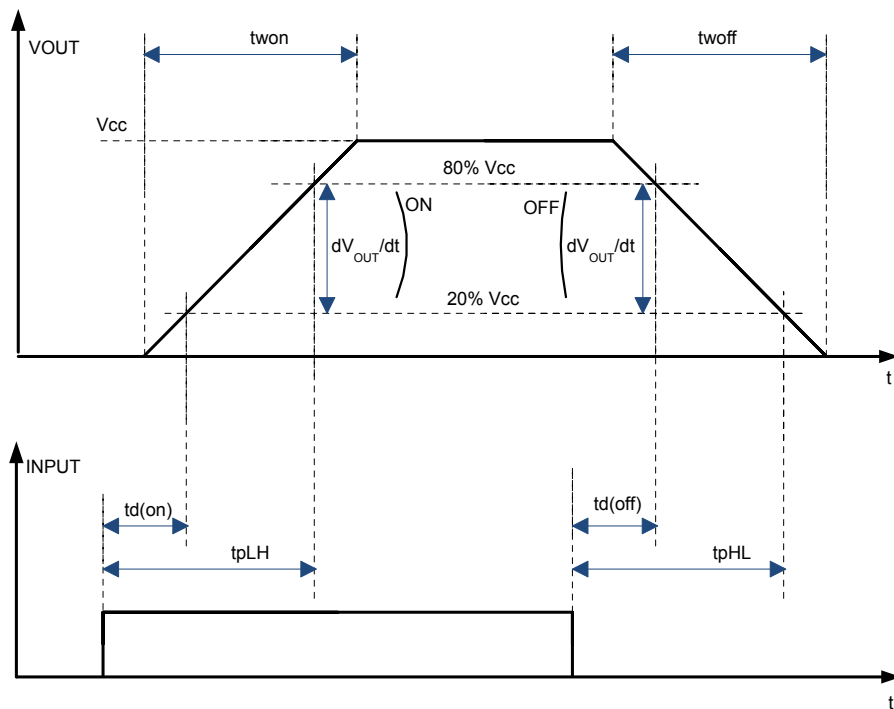 twon
twoff
VOUT
Vcc
80% Vcc
ON
OFF
dVOUT/dt
dVOUT/dt
20% Vcc
t
INPUT
td(on)
td(off)
tpLH
tpHL
t